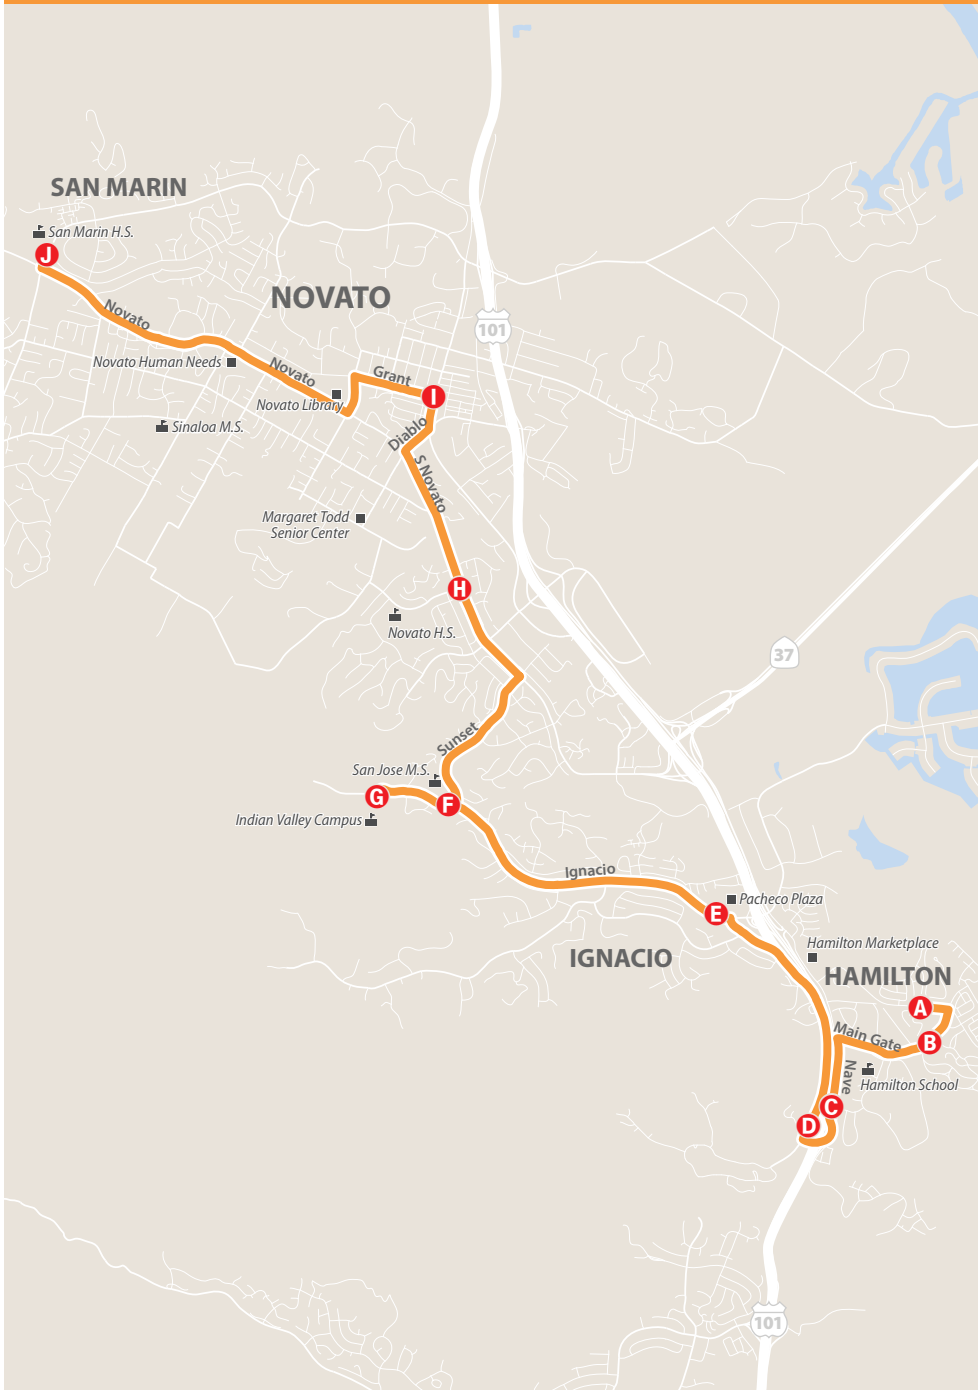 SAN MARIN
San Marin H.S.
J
NOVATO
Novato
101
Novato Human Needs
Novato
Grant
Novato Library
I
Sinaloa M.S.
Diablo
S Novato
Margaret Todd
Senior Center
H
Novato H.S.
37
Sunset
San Jose M.S.
G
F
Indian Valley Campus
Ignacio
E
Pacheco Plaza
Hamilton Marketplace
IGNACIO
HAMILTON
A
Main Gate
B
Nave
Hamilton School
C
D
101